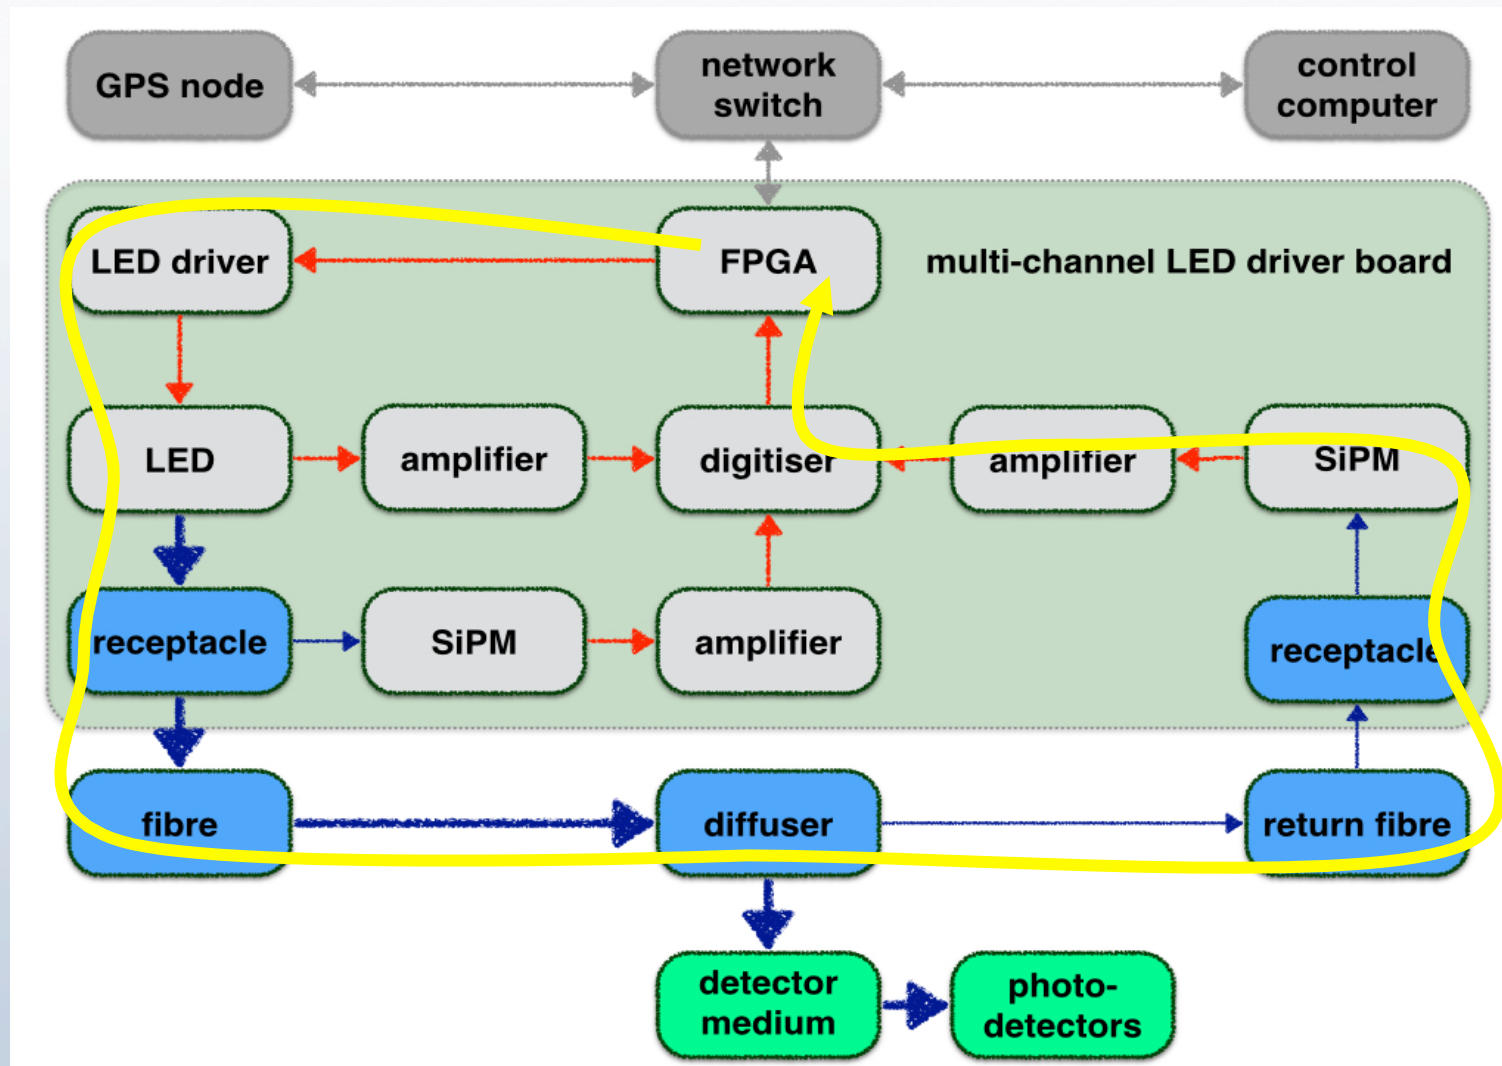 GPS node
network
switch
control
computer
LED driver
FPGA
multi-channel LED driver board
LED
amplifier
digitiser
amplifier
SiPM
receptacle
SiPM
amplifier
receptacle
fibre
diffuser
return fibre
detector
medium
photo-
detectors